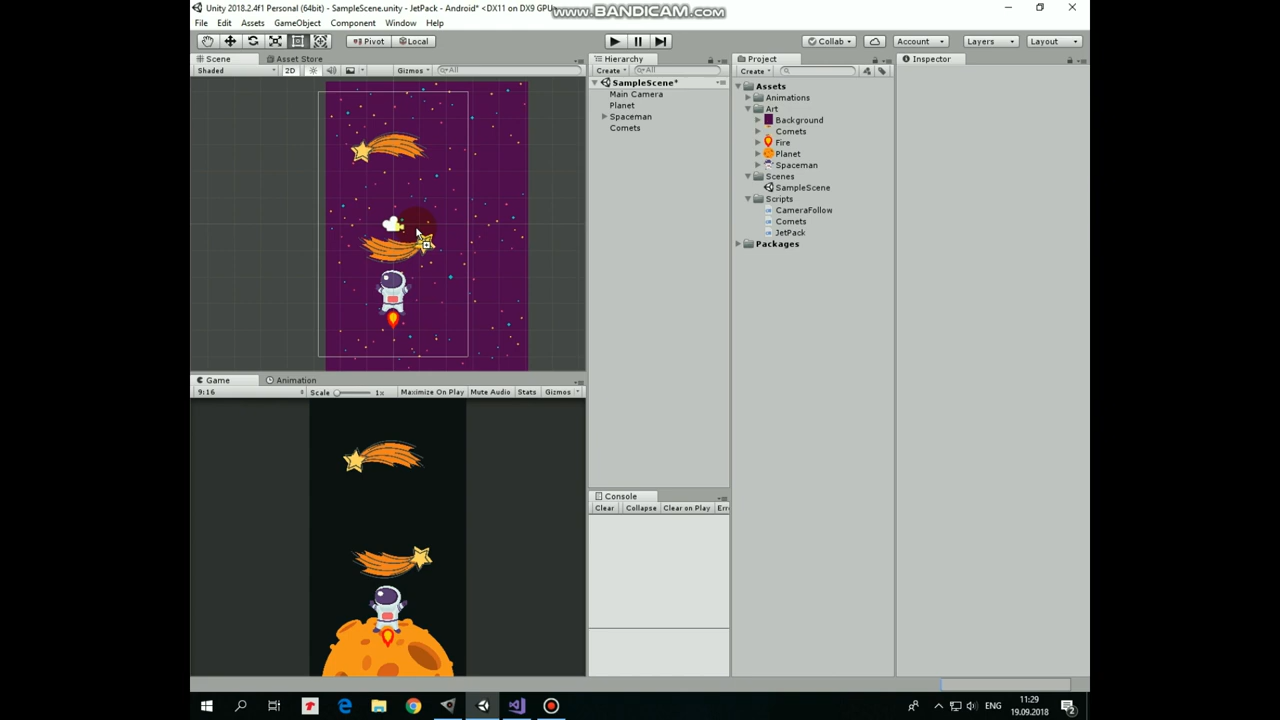 Unity 2018.2.4f1 Personal (64bit) - SampleScene.unity - JetPack - Android* <DX11 on DX9 GPU>
www.BANDICAM.com
File Edit Assets GameObject Component Window Help
Pivot Local Collab Account Layers Layout
Scene Asset Store Hierarchy Project Inspector
Shaded 2D Gizmos All Create All Create
SampleScene*
Main Camera
Planet
Spaceman
Comets
Assets
Animations
Art
Background
Comets
Fire
Planet
Spaceman
Scenes
SampleScene
Scripts
CameraFollow
Comets
JetPack
Packages
Game Animation
9:16 Scale 1x Maximize On Play Mute Audio Stats Gizmos
Console
Clear Collapse Clear on Play Err
ENG
11:29
19.09.2018
2